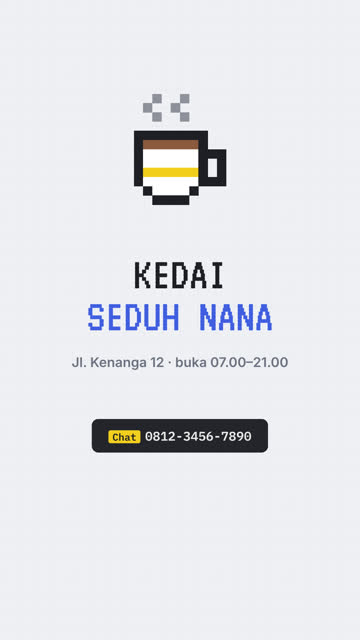 KEDAI
SEDUH NANA
Jl. Kenanga 12 · buka 07.00–21.00
Chat 0812-3456-7890